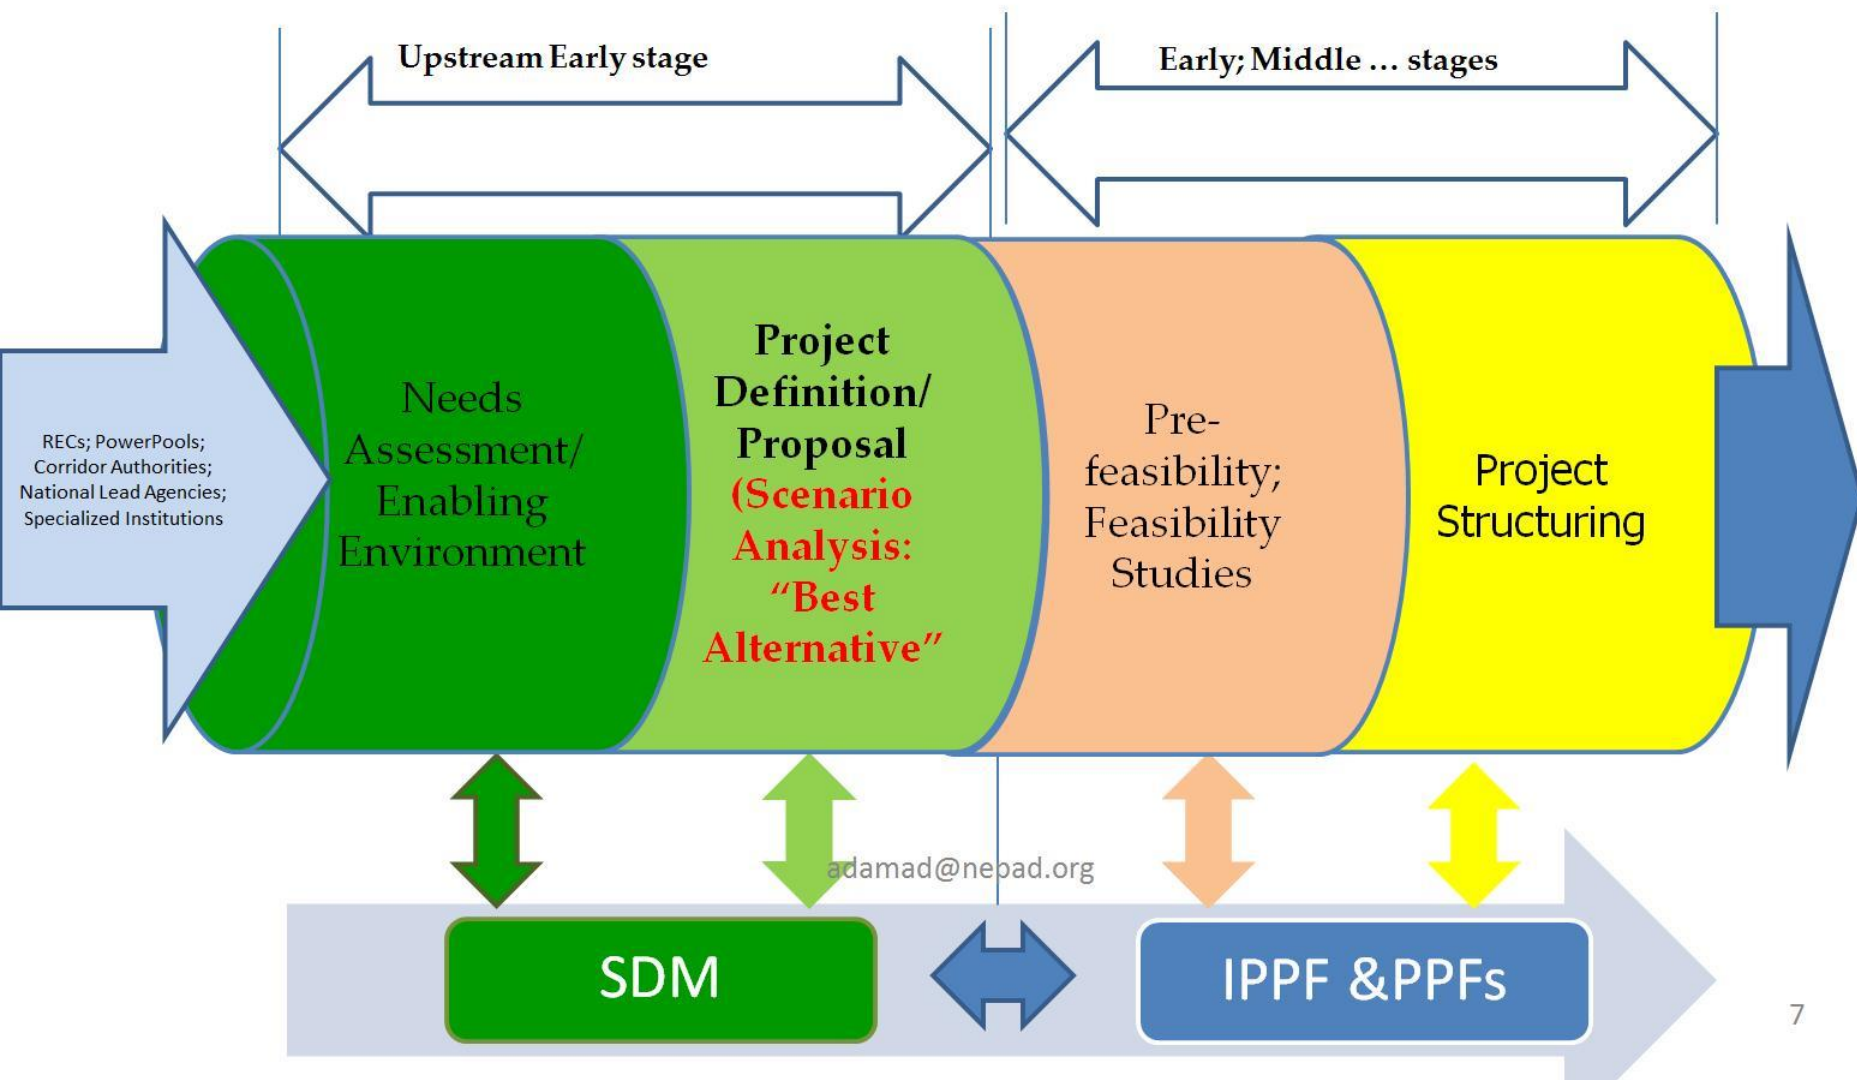 Upstream Early stage
Early; Middle … stages
RECs; PowerPools;
Corridor Authorities;
National Lead Agencies;
Specialized Institutions
Needs
Assessment/
Enabling
Environment
Project
Definition/
Proposal
(Scenario
Analysis:
“Best
Alternative”
Pre-
feasibility;
Feasibility
Studies
Project
Structuring
adamad@nepad.org
SDM
IPPF &PPFs
7